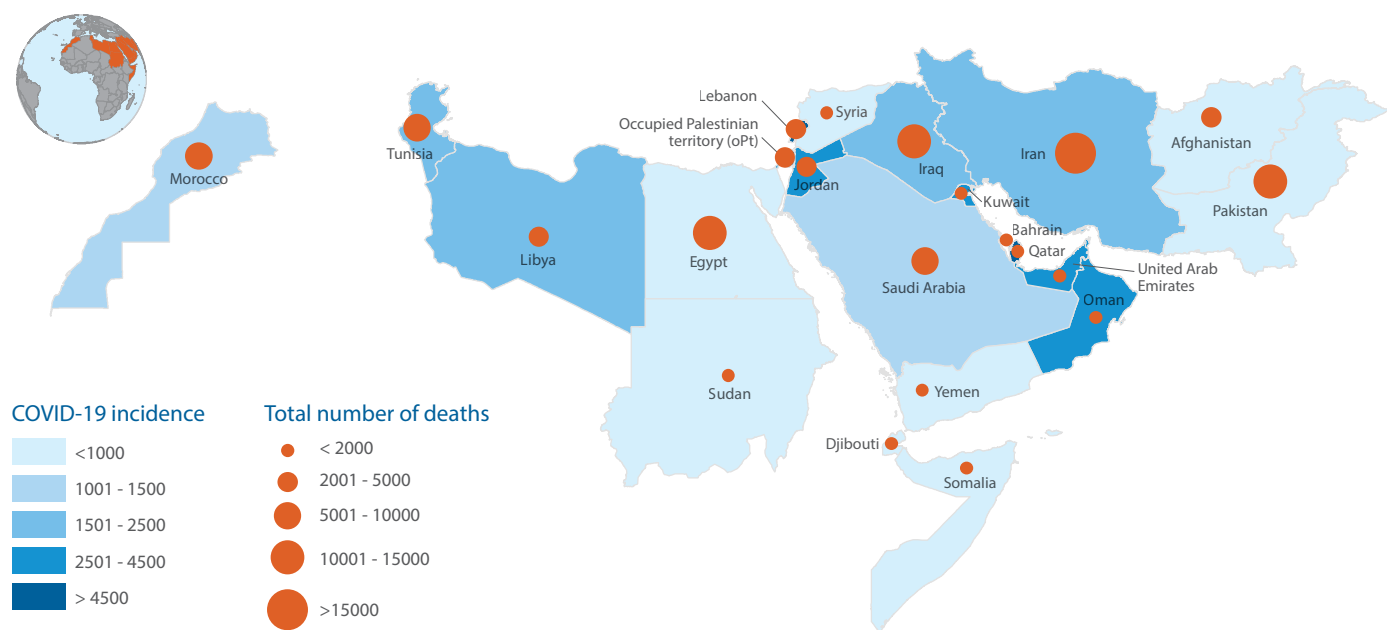 Lebanon
Syria
Occupied Palestinian
territory (oPt)
Tunisia
Morocco
Jordan
Iraq
Iran
Afghanistan
Pakistan
Kuwait
Bahrain
Qatar
United Arab
Emirates
Oman
Libya
Egypt
Saudi Arabia
Sudan
Yemen
Djibouti
Somalia
COVID-19 incidence
<1000
1001 - 1500
1501 - 2500
2501 - 4500
> 4500
Total number of deaths
< 2000
2001 - 5000
5001 - 10000
10001 - 15000
>15000